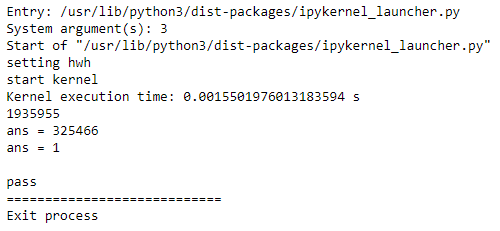 Entry: /usr/lib/python3/dist-packages/ipykernel_launcher.py
System argument(s): 3
Start of "/usr/lib/python3/dist-packages/ipykernel_launcher.py"
setting hwh
start kernel
Kernel execution time: 0.0015501976013183594 s
1935955
ans = 325466
ans = 1
pass
============================
Exit process